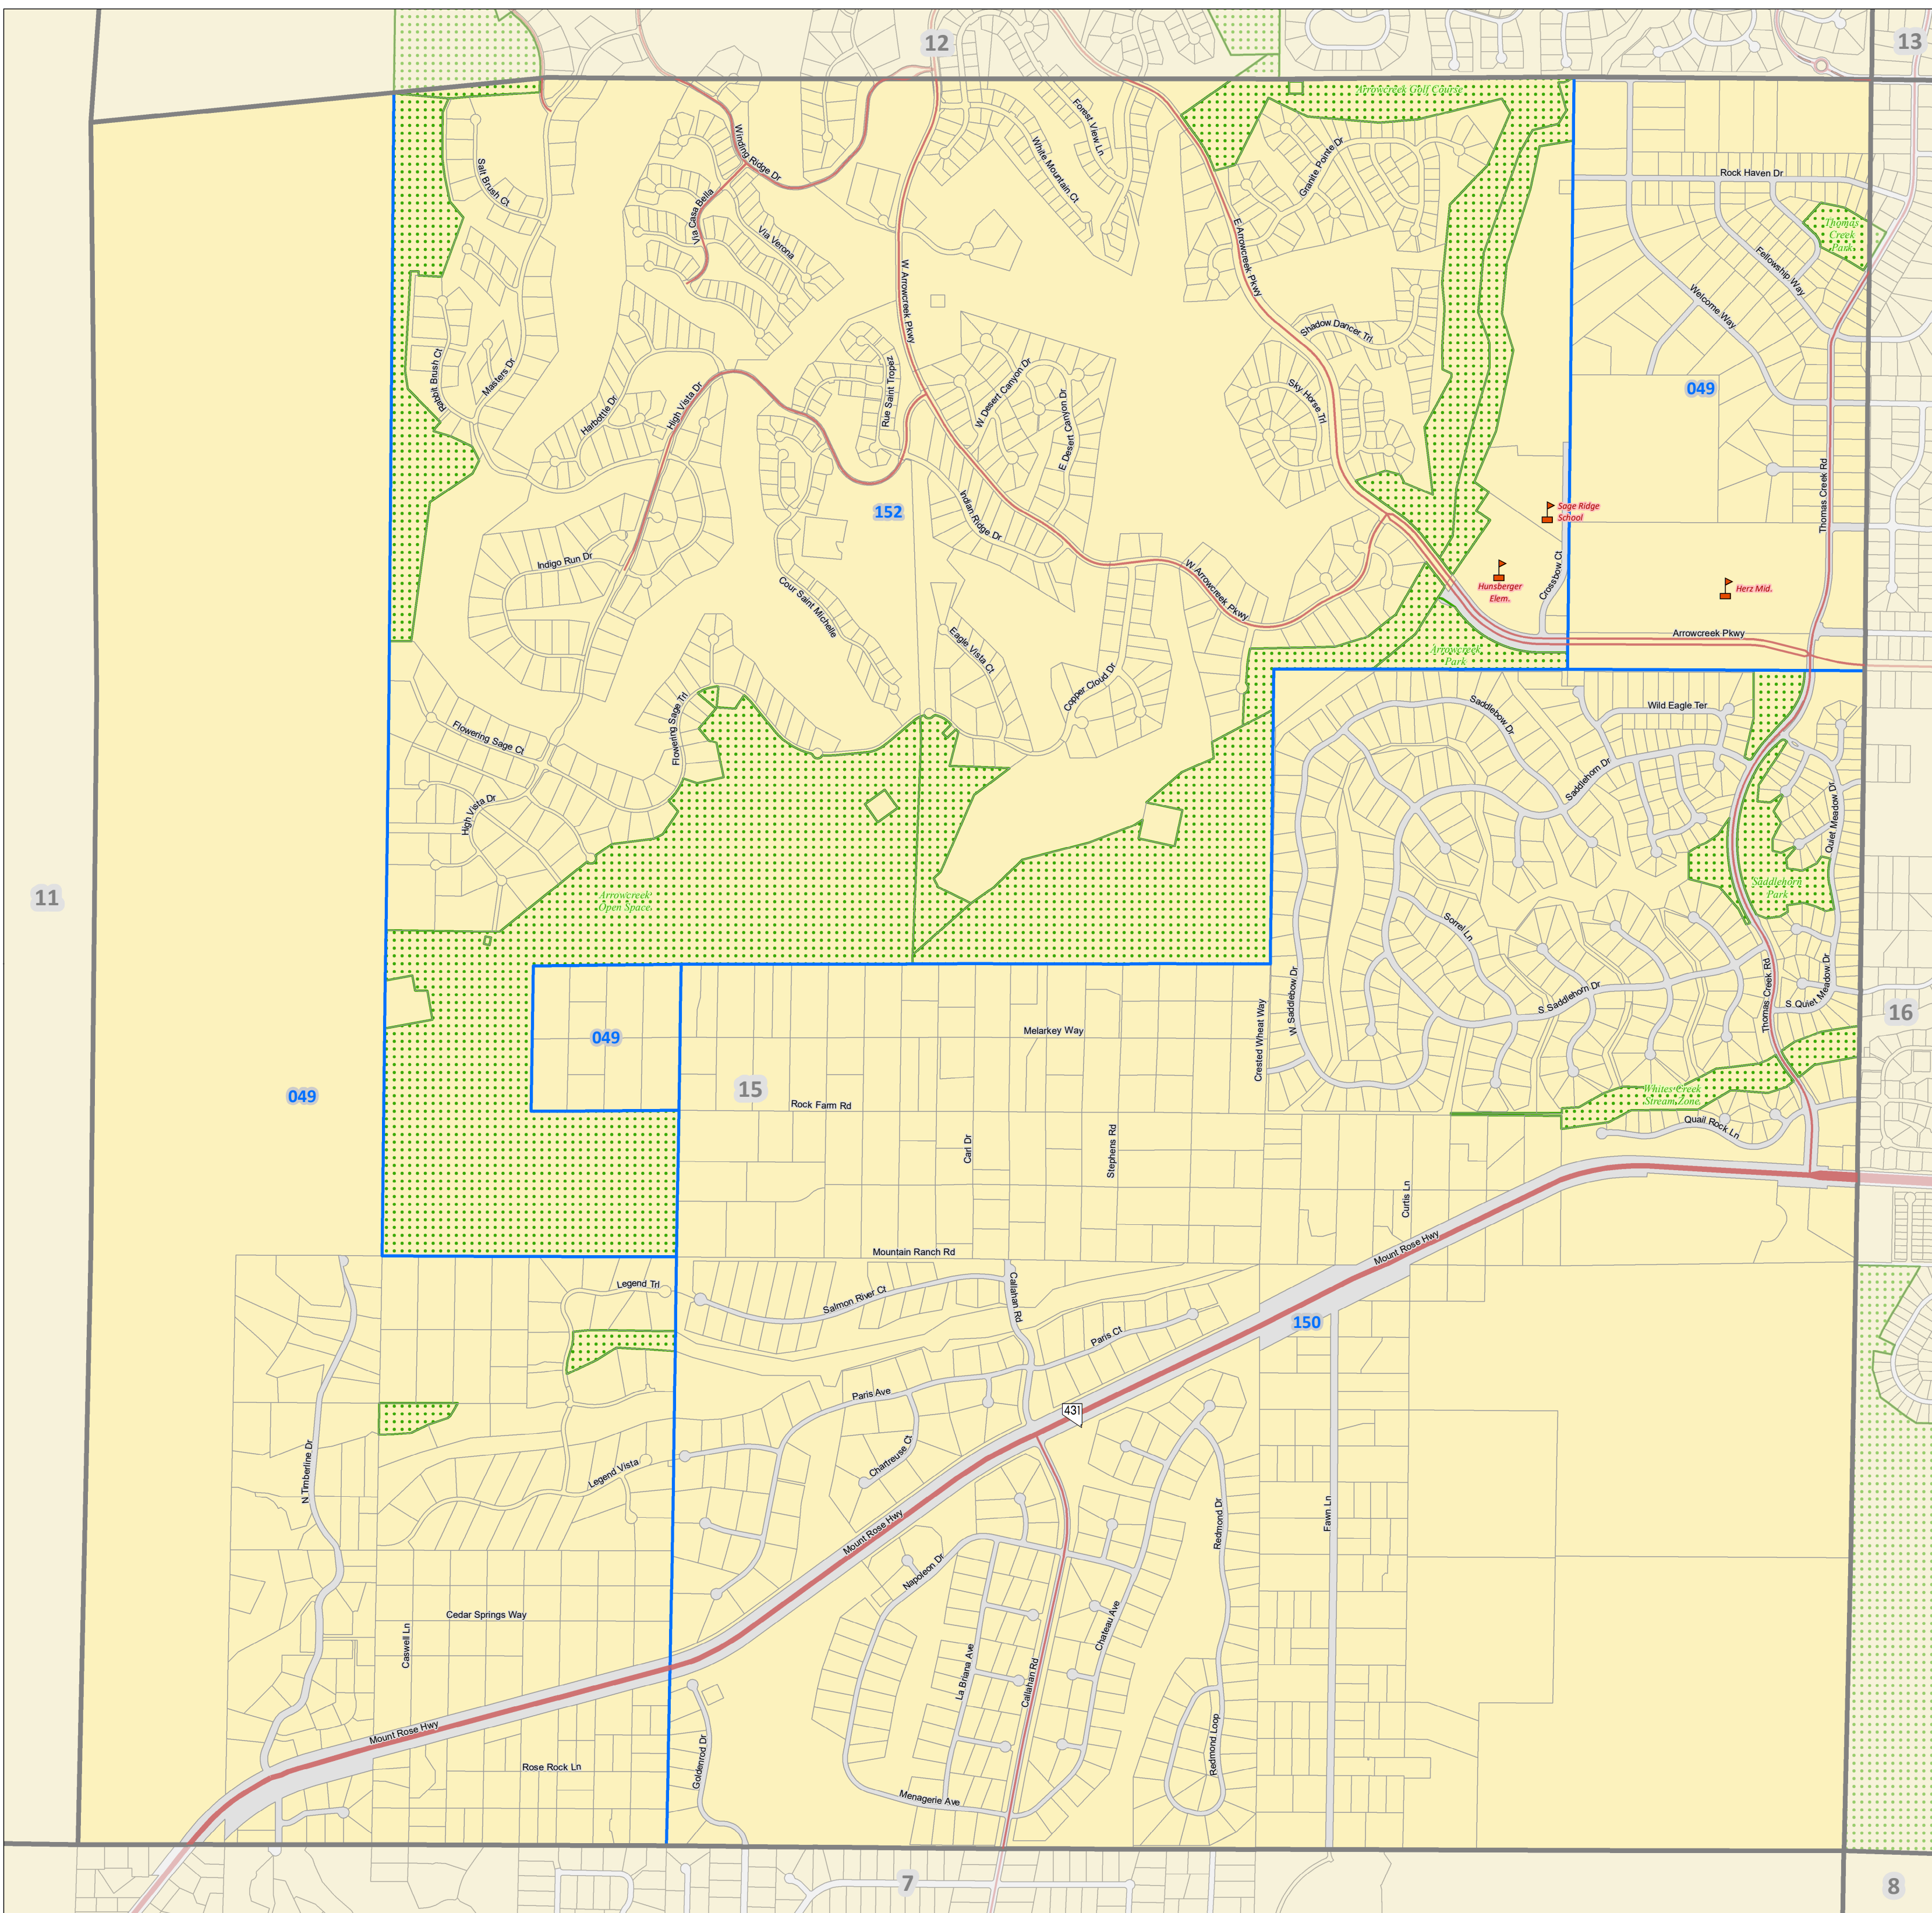 12
13
Arrowcreek Golf Course
Forest View Ln
Winding Ridge Dr
White Mountain Ct
Granite Pointe Dr
Salt Brush Ct
Rock Haven Dr
Via Casa Bella
Via Verona
E Arrowcreek Pkwy
Thomas
Creek
Park
Fellowship Way
W Arrowcreek Pkwy
Welcome Way
Shadow Dancer Trl
Rabbit Brush Ct
Masters Dr
Harbottle Dr
High Vista Dr
Rue Saint Tropez
W Desert Canyon Dr
E Desert Canyon Dr
Sky Horse Trl
049
Thomas Creek Rd
152
Indian Ridge Dr
Sage Ridge
School
Indigo Run Dr
Cour Saint Michelle
W Arrowcreek Pkwy
Hunsberger
Elem.
Crossbow Ct
Herz Mid.
Arrowcreek Pkwy
Eagle Vista Ct
Arrowcreek
Park
Copper Cloud Dr
Flowering Sage Trl
Flowering Sage Ct
Saddlebow Dr
Wild Eagle Ter
Saddlehorn Dr
High Vista Dr
Quiet Meadow Dr
11
Arrowcreek
Open Space
Saddlehorn
Park
Sorrel Ln
S Saddlehorn Dr
Thomas Creek Rd
S Quiet Meadow Dr
16
W Saddlebow Dr
Crested Wheat Way
Melarkey Way
049
049
15
Rock Farm Rd
Whites Creek
Stream Zone
Quail Rock Ln
Carl Dr
Stephens Rd
Curtis Ln
Mountain Ranch Rd
Mount Rose Hwy
Legend Trl
Salmon River Ct
Callahan Rd
150
Paris Ct
Paris Ave
431
Chartreuse Ct
N Timberline Dr
Legend Vista
Mount Rose Hwy
Redmond Dr
Fawn Ln
Napoleon Dr
Cedar Springs Way
Caswell Ln
Chateau Ave
La Briana Ave
Callahan Rd
Mount Rose Hwy
Rose Rock Ln
Goldenrod Dr
Redmond Loop
Menagerie Ave
7
8